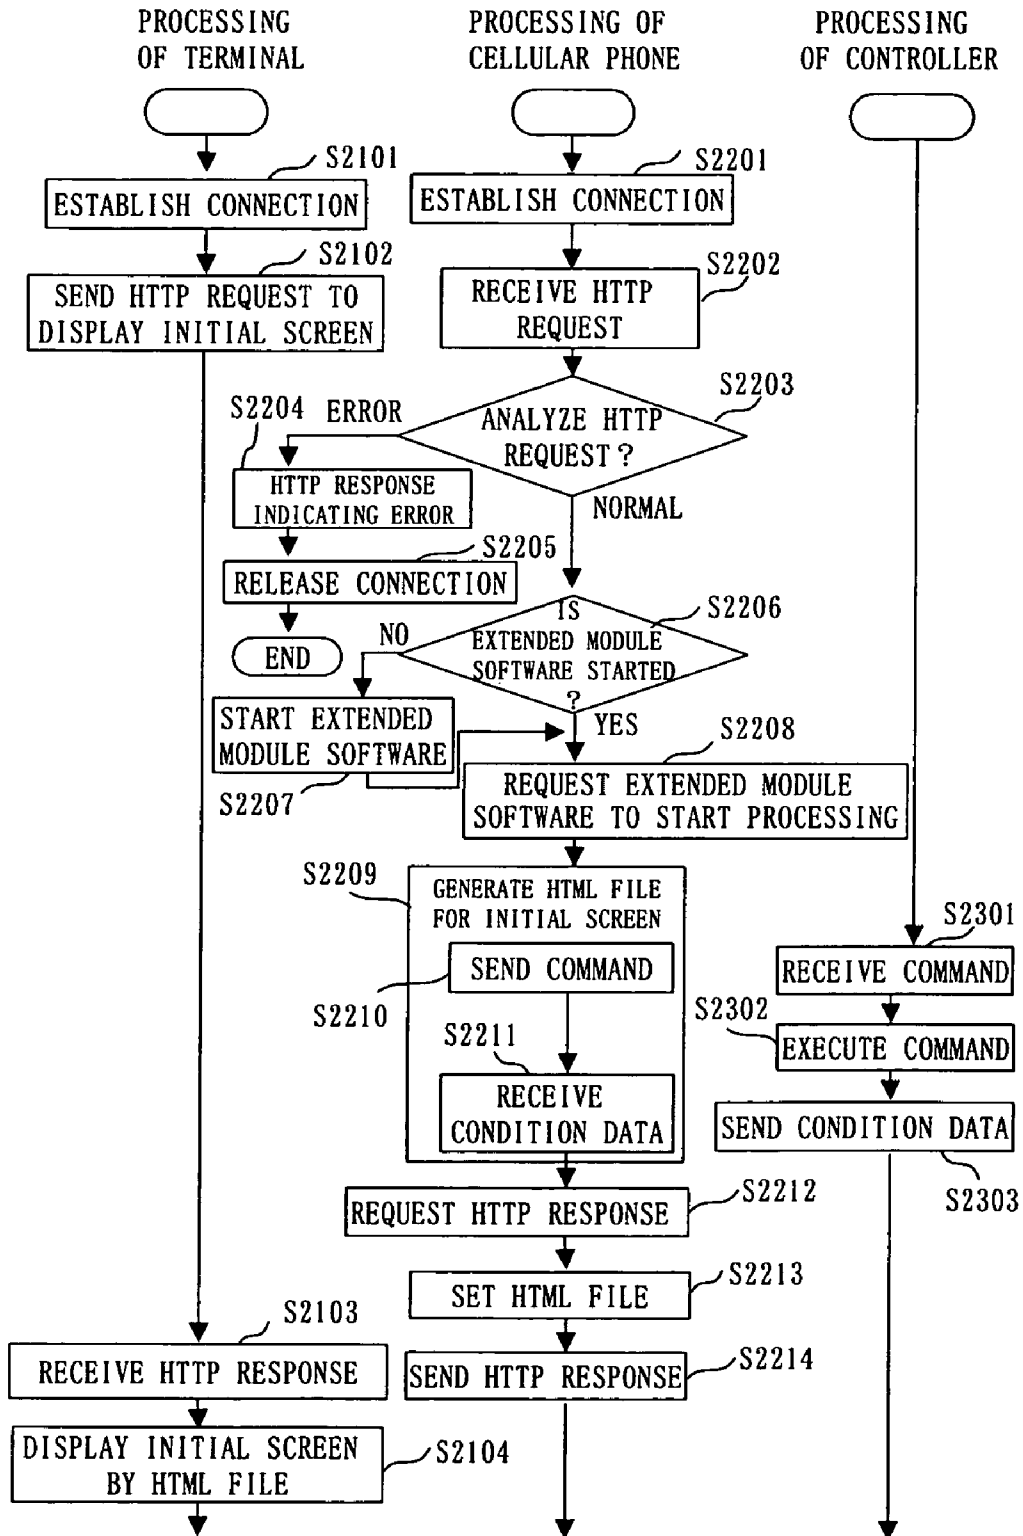 PROCESSING
OF TERMINAL
PROCESSING OF
CELLULAR PHONE
PROCESSING
OF CONTROLLER
S2101
ESTABLISH CONNECTION
S2102
SEND HTTP REQUEST TO
DISPLAY INITIAL SCREEN
S2201
ESTABLISH CONNECTION
S2202
RECEIVE HTTP
REQUEST
S2203
ANALYZE HTTP
REQUEST?
ERROR
S2204
HTTP RESPONSE
INDICATING ERROR
NORMAL
S2205
RELEASE CONNECTION
END
S2206
IS
EXTENDED MODULE
SOFTWARE STARTED
?
NO
YES
START EXTENDED
MODULE SOFTWARE
S2207
S2208
REQUEST EXTENDED MODULE
SOFTWARE TO START PROCESSING
S2209
GENERATE HTML FILE
FOR INITIAL SCREEN
SEND COMMAND
S2210
S2211
RECEIVE
CONDITION DATA
S2301
RECEIVE COMMAND
S2302
EXECUTE COMMAND
SEND CONDITION DATA
S2303
S2212
REQUEST HTTP RESPONSE
S2213
SET HTML FILE
S2214
SEND HTTP RESPONSE
S2103
RECEIVE HTTP RESPONSE
DISPLAY INITIAL SCREEN
BY HTML FILE
S2104